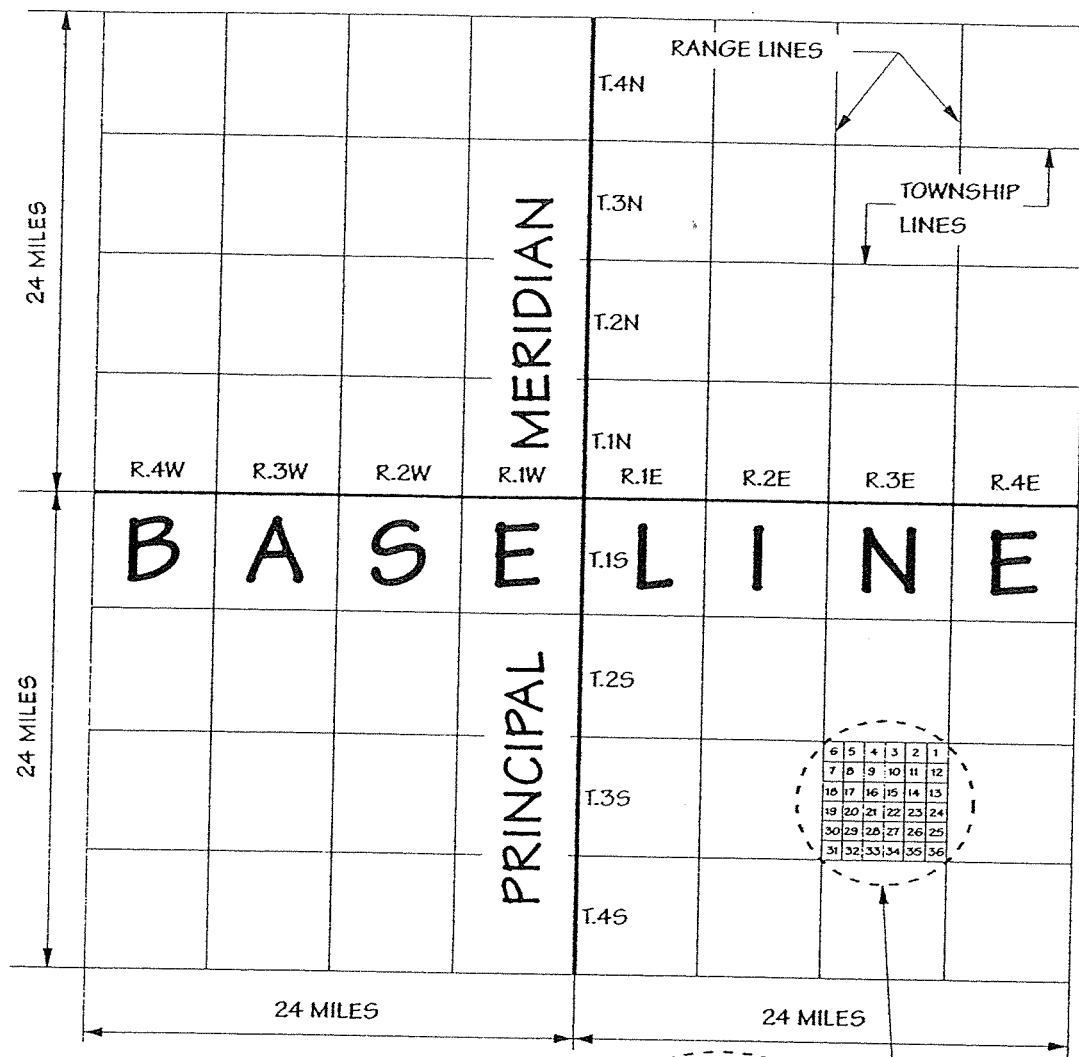 RANGE LINES
T.4N
TOWNSHIP
LINES
T.3N
24 MILES
MERIDIAN
T.2N
T.1N
R.4W R.3W R.2W R.1W R.1E R.2E R.3E R.4E
BASE LINE
T.1S
PRINCIPAL
T.2S
24 MILES
6 5 4 3 2 1
7 8 9 10 11 12
18 17 16 15 14 13
19 20 21 22 23 24
30 29 28 27 26 25
31 32 33 34 35 36
T.3S
T.4S
24 MILES 24 MILES